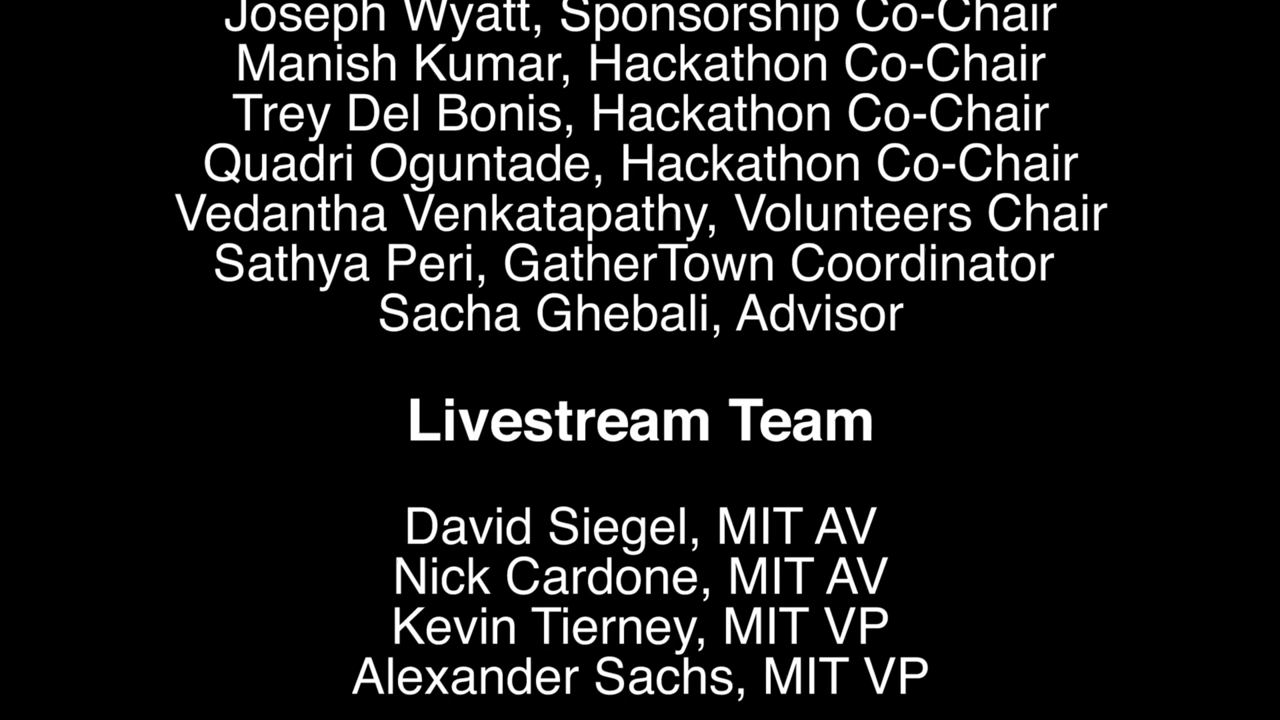 Joseph Wyatt, Sponsorship Co-Chair
Manish Kumar, Hackathon Co-Chair
Trey Del Bonis, Hackathon Co-Chair
Quadri Oguntade, Hackathon Co-Chair
Vedantha Venkatapathy, Volunteers Chair
Sathya Peri, GatherTown Coordinator
Sacha Ghebali, Advisor
Livestream Team
David Siegel, MIT AV
Nick Cardone, MIT AV
Kevin Tierney, MIT VP
Alexander Sachs, MIT VP